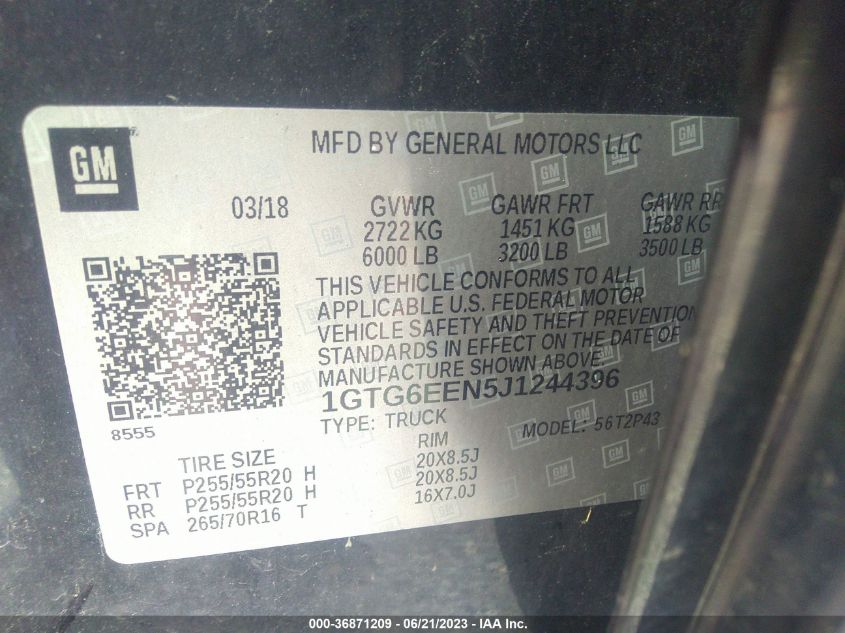 GM
MFD BY GENERAL MOTORS LLC
03/18 GVWR GAWR FRT GAWR RR
2722 KG 1451 KG 1588 KG
6000 LB 3200 LB 3500 LB
THIS VEHICLE CONFORMS TO ALL
APPLICABLE U.S. FEDERAL MOTOR
VEHICLE SAFETY AND THEFT PREVENTION
STANDARDS IN EFFECT ON THE DATE OF
MANUFACTURE SHOWN ABOVE.
1GTG6EEN5J1244396
8555 TYPE: TRUCK MODEL: 56T2P43
TIRE SIZE RIM
FRT P255/55R20 H 20X8.5J
RR P255/55R20 H 20X8.5J
SPA 265/70R16 T 16X7.0J
000-36871209 - 06/21/2023 - IAA Inc.